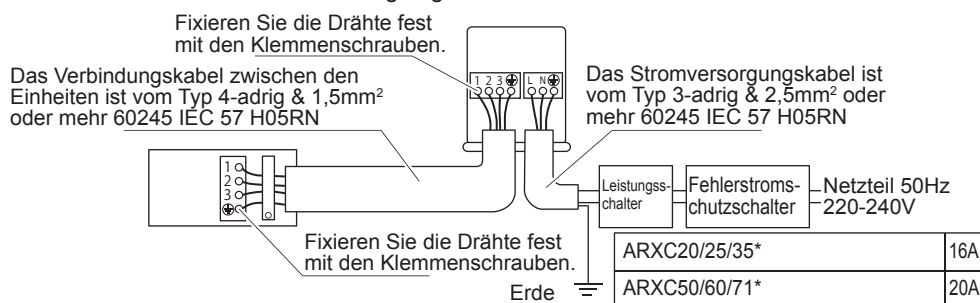 Fixieren Sie die Drähte fest
mit den Klemmenschrauben.
Das Verbindungskabel zwischen den
Einheiten ist vom Typ 4-adrig & 1,5mm²
oder mehr 60245 IEC 57 H05RN
1 2 3
L N
Das Stromversorgungskabel ist
vom Typ 3-adrig & 2,5mm² oder
mehr 60245 IEC 57 H05RN
1
2
3
Leistungss-
chalter
Fehlerstroms-
chutzschalter
Netzteil 50Hz
220-240V
Fixieren Sie die Drähte fest
mit den Klemmenschrauben.
Erde
ARXC20/25/35* 16A
ARXC50/60/71* 20A